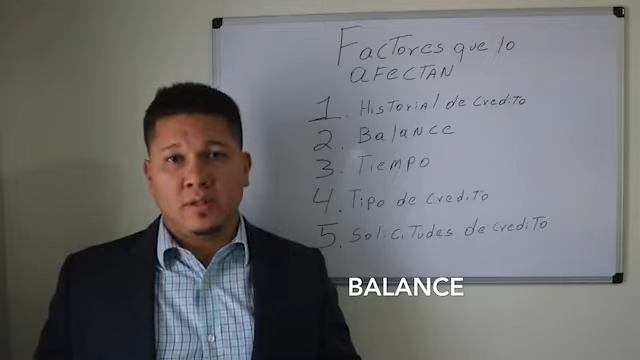 Factores que lo
aFECTAN
1. Historial de credito
2. Balance
3. Tiempo
4. Tipo de credito
5. Solicitudes de credito
BALANCE